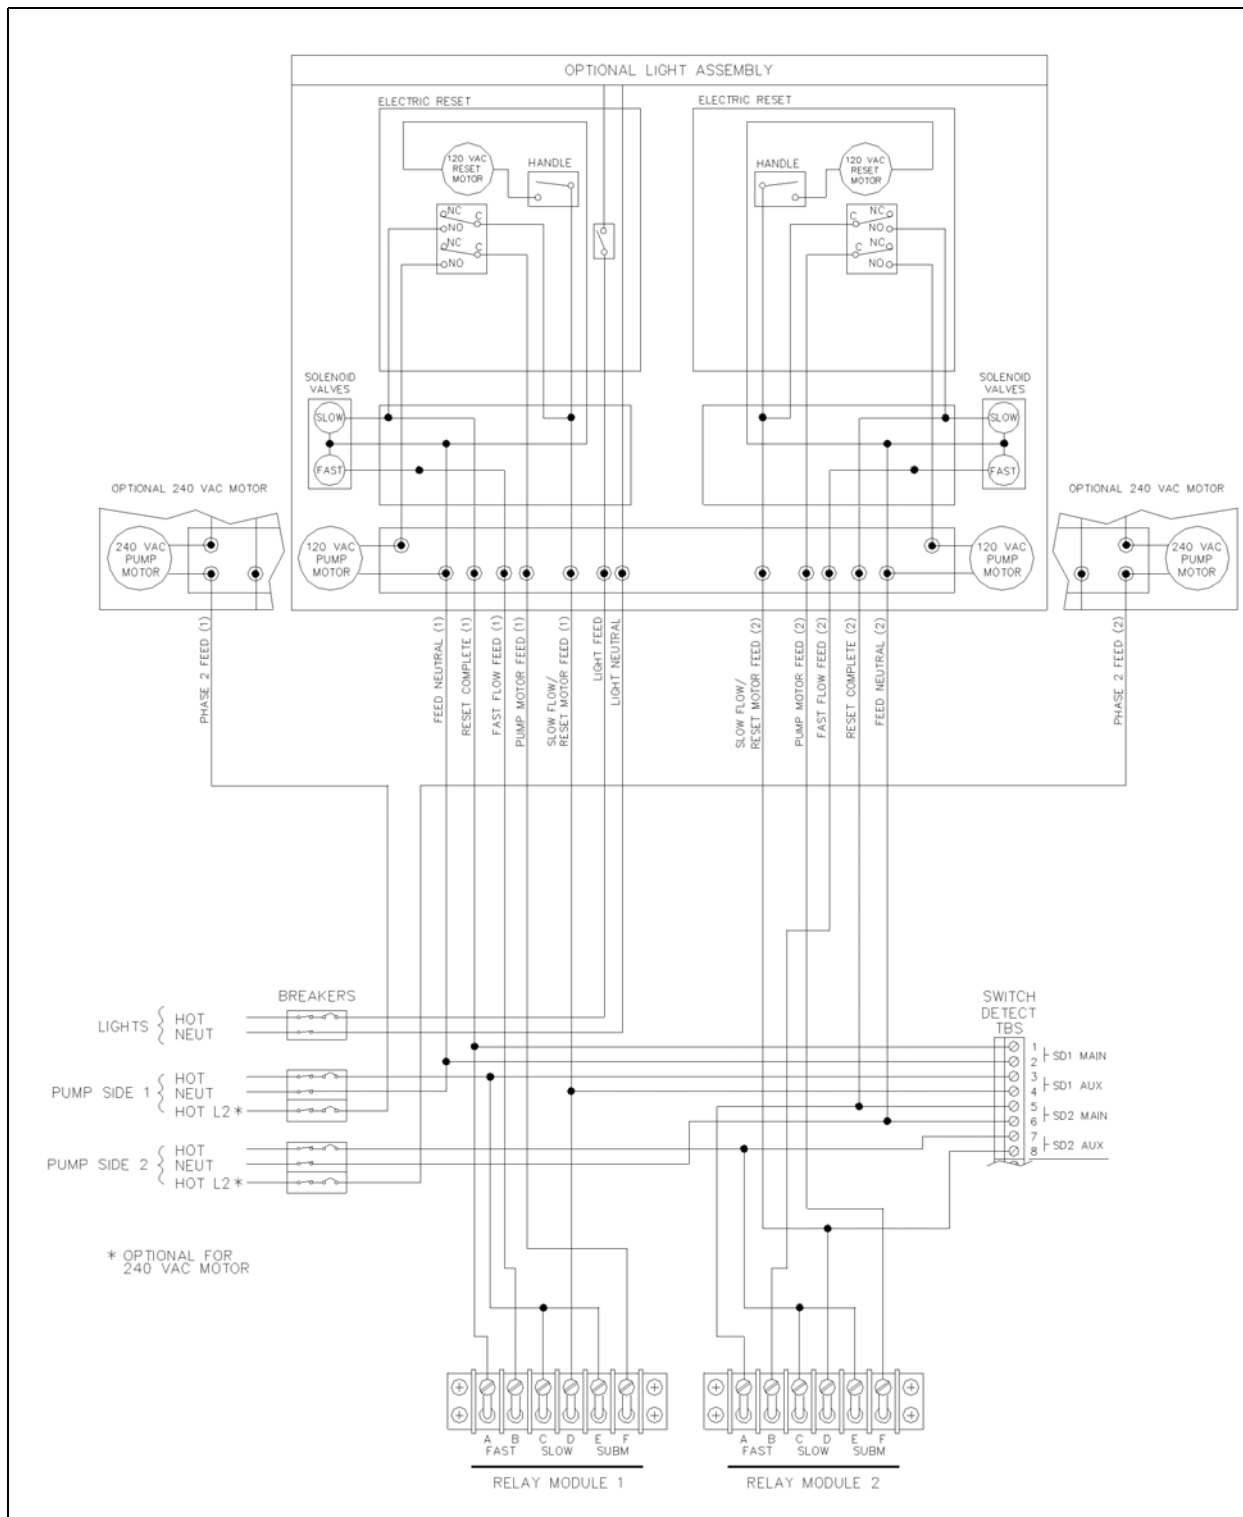 OPTIONAL LIGHT ASSEMBLY
ELECTRIC RESET
ELECTRIC RESET
120 VAC
RESET
MOTOR
HANDLE
NC
C
NO
NC
C
NO
HANDLE
120 VAC
RESET
MOTOR
NC
C
NO
NC
C
NO
SOLENOID
VALVES
SLOW
FAST
SOLENOID
VALVES
SLOW
FAST
OPTIONAL 240 VAC MOTOR
240 VAC
PUMP
MOTOR
120 VAC
PUMP
MOTOR
120 VAC
PUMP
MOTOR
OPTIONAL 240 VAC MOTOR
240 VAC
PUMP
MOTOR
PHASE 2 FEED (1)
FEED NEUTRAL (1)
RESET COMPLETE (1)
FAST FLOW FEED (1)
PUMP MOTOR FEED (1)
SLOW FLOW/
RESET MOTOR FEED (1)
LIGHT FEED
LIGHT NEUTRAL
SLOW FLOW/
RESET MOTOR FEED (2)
PUMP MOTOR FEED (2)
FAST FLOW FEED (2)
RESET COMPLETE (2)
FEED NEUTRAL (2)
PHASE 2 FEED (2)
BREAKERS
LIGHTS
HOT
NEUT
PUMP SIDE 1
HOT
NEUT
HOT L2 *
PUMP SIDE 2
HOT
NEUT
HOT L2 *
SWITCH
DETECT
TBS
1
2
SD1 MAIN
3
4
SD1 AUX
5
6
SD2 MAIN
7
8
SD2 AUX
* OPTIONAL FOR
240 VAC MOTOR
A B C D E F
FAST SLOW SUBM
RELAY MODULE 1
A B C D E F
FAST SLOW SUBM
RELAY MODULE 2